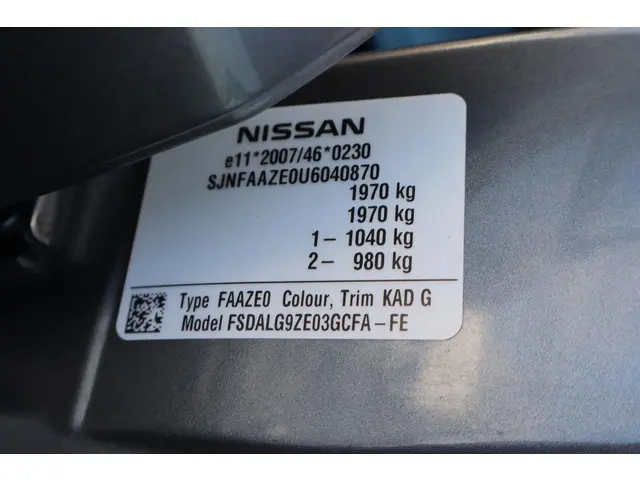 NISSAN
e11*2007/46*0230
SJNFAAZE0U6040870
1970 kg
1970 kg
1– 1040 kg
2– 980 kg
Type FAAZE0 Colour, Trim KAD G
Model FSDALG9ZE03GCFA – FE